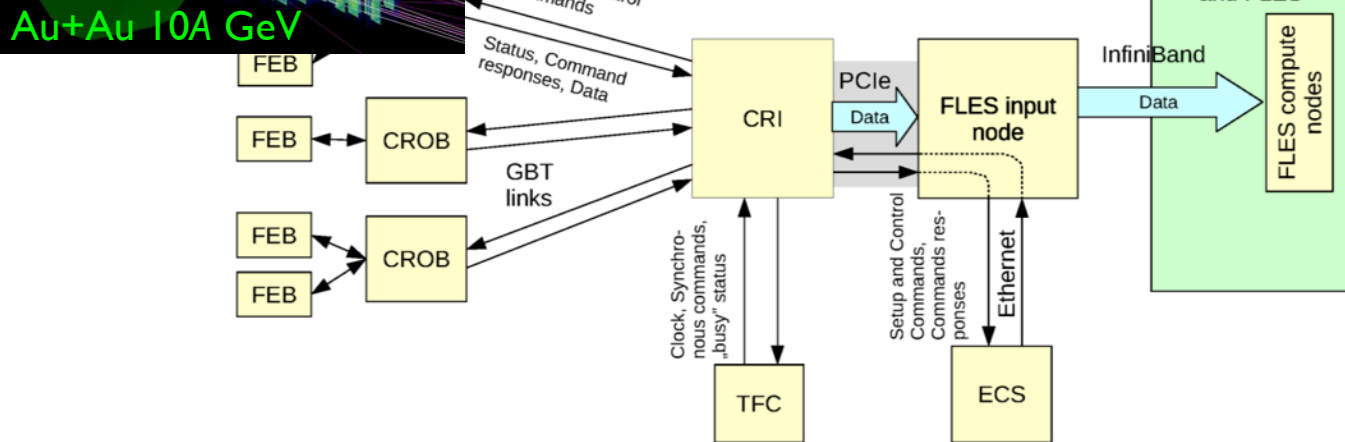 mands
Au+Au 10A GeV
Status, Command
responses, Data
FEB
FEB
CROB
GBT
links
FEB
FEB
CROB
CRI
PCIe
Data
FLES input
node
InfiniBand
Data
FLES compute
nodes
Clock, Synchro-
nous commands,
„busy” status
Setup and Control
Commands,
Commands res-
ponses
Ethernet
TFC
ECS